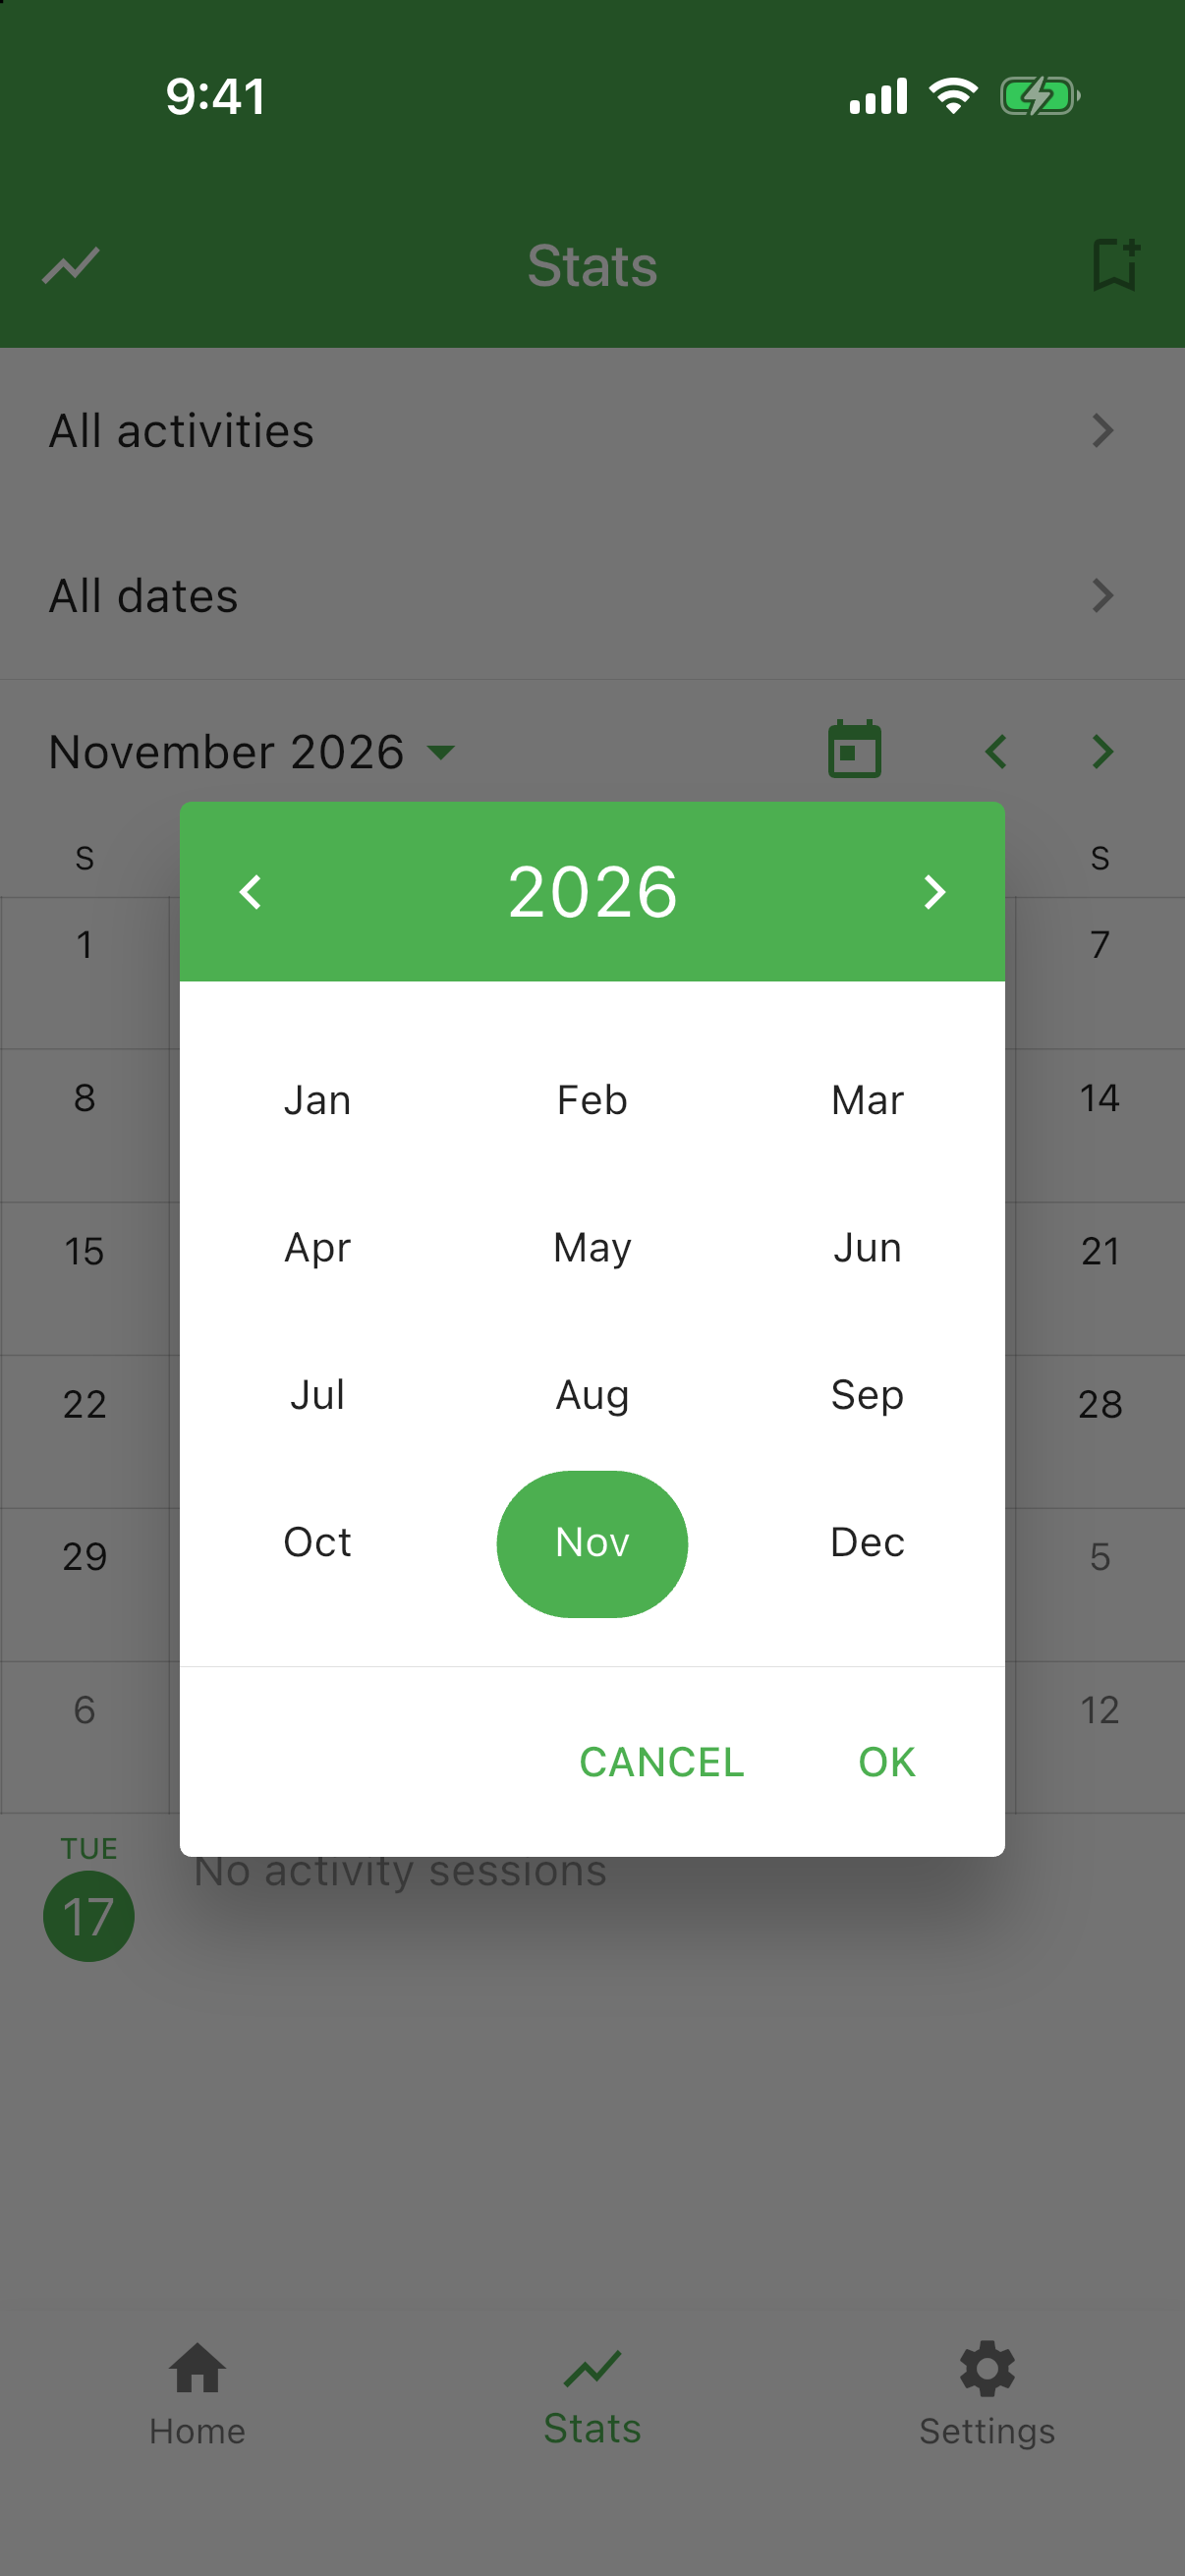 9:41
Stats
All activities
All dates
November 2026
S S
2026
1 7
Jan Feb Mar
8 14
Apr May Jun
15 21
Jul Aug Sep
22 28
Oct Nov Dec
29 5
6 12
CANCEL OK
TUE
No activity sessions
17
Home Stats Settings